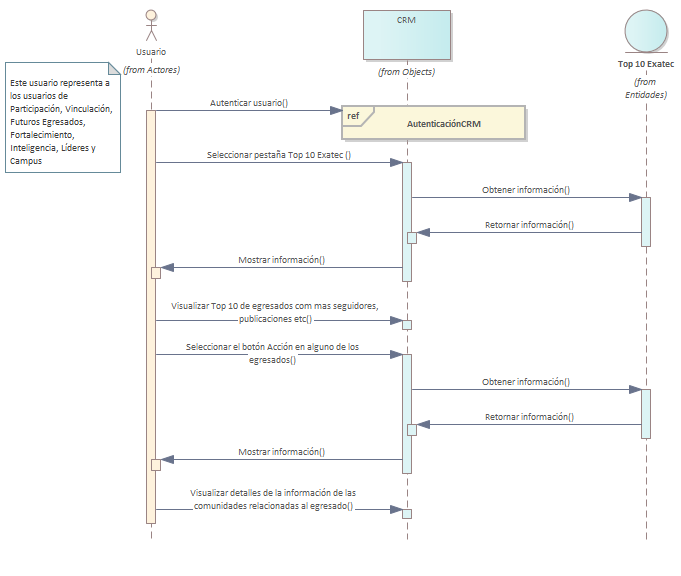 CRM
Usuario
(from Actores)
(from Objects)
Top 10 Exatec
(from
Entidades)
Este usuario representa a
los usuarios de
Participación, Vinculación,
Futuros Egresados,
Fortalecimiento,
Inteligencia, Líderes y
Campus
Autenticar usuario()
ref
AutenticaciónCRM
Seleccionar pestaña Top 10 Exatec ()
Obtener información()
Retornar información()
Mostrar información()
Visualizar Top 10 de egresados com mas seguidores,
publicaciones etc()
Seleccionar el botón Acción en alguno de los
egresados()
Obtener información()
Retornar información()
Mostrar información()
Visualizar detalles de la información de las
comunidades relacionadas al egresado()